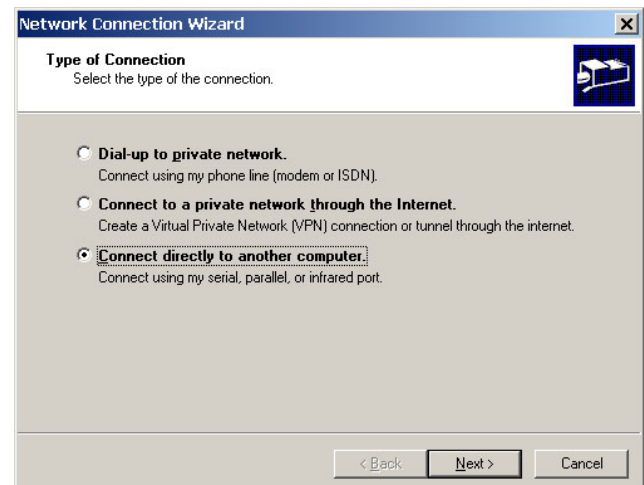 Network Connection Wizard
Type of Connection
Select the type of the connection.
Dial-up to private network.
Connect using my phone line (modem or ISDN).
Connect to a private network through the Internet.
Create a Virtual Private Network (VPN) connection or tunnel through the internet.
Connect directly to another computer.
Connect using my serial, parallel, or infrared port.
< Back Next > Cancel